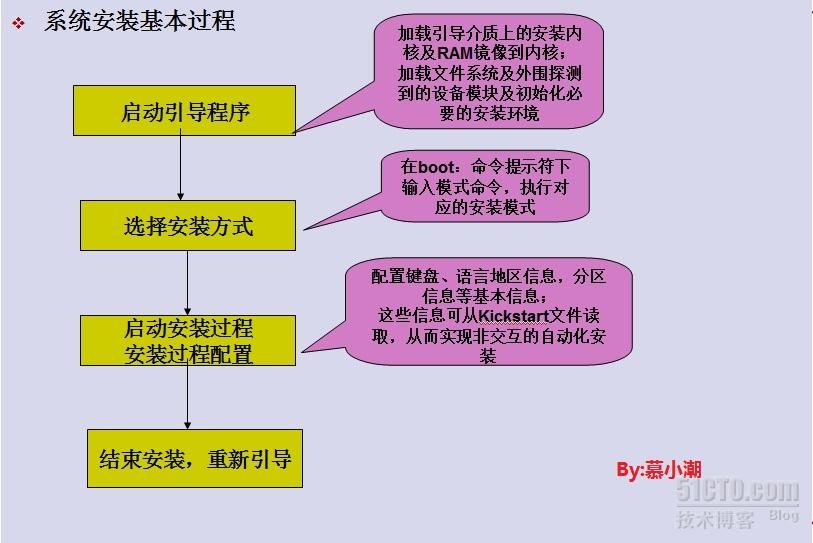 系统安装基本过程
加载引导介质上的安装内
核及RAM镜像到内核；
加载文件系统及外围探测
到的设备模块及初始化必
要的安装环境
启动引导程序
在boot：命令提示符下
输入模式命令，执行对
应的安装模式
选择安装方式
配置键盘、语言地区信息，分区
信息等基本信息；
这些信息可从Kickstart文件读
取，从而实现非交互的自动化安
装
启动安装过程
安装过程配置
结束安装，重新引导
By:慕小潮
51CTO.com
技术博客 Blog